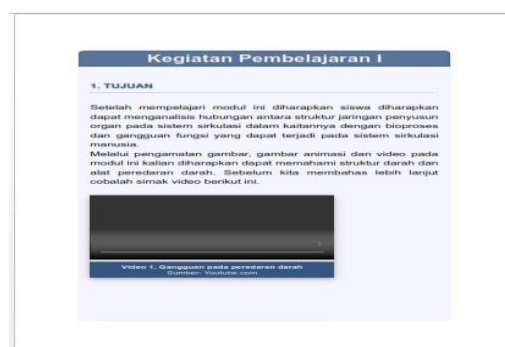 Kegiatan Pembelajaran I
1. TUJUAN
Setelah mempelajari modul ini diharapkan siswa diharapkan
dapat menganalisis hubungan antara struktur jaringan penyusun
organ pada sistem sirkulasi dalam kaitannya dengan bioproses
dan gangguan fungsi yang dapat terjadi pada sistem sirkulasi
manusia.
Melalui pengamatan gambar, gambar animasi dan video pada
modul ini kalian diharapkan dapat memahami struktur darah dan
alat peredaran darah. Sebelum kita membahas lebih lanjut
cobalah simak video berikut ini.
Video 1. Gangguan pada peredaran darah
Sumber: Youtube.com